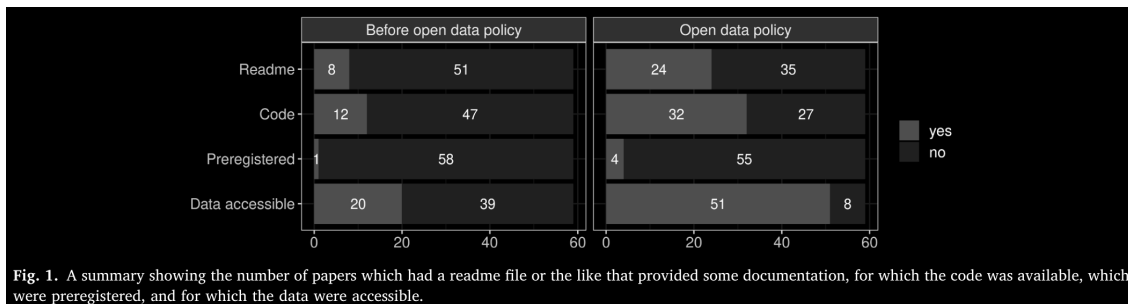 Before open data policy Open data policy
Readme 8 51 24 35
Code 12 47 32 27 yes
Preregistered 1 58 4 55 no
Data accessible 20 39 51 8
0 20 40 60 0 20 40 60
Fig. 1. A summary showing the number of papers which had a readme file or the like that provided some documentation, for which the code was available, which
were preregistered, and for which the data were accessible.